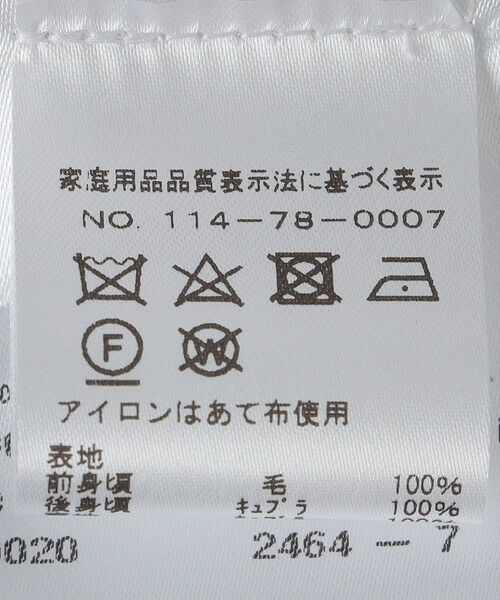 家庭用品品質表示法に基づく表示
NO. 114-78-0007
F W
アイロンはあて布使用
表地
前身頃 毛 100%
後身頃 キュプラ 100%
0020 2464-7